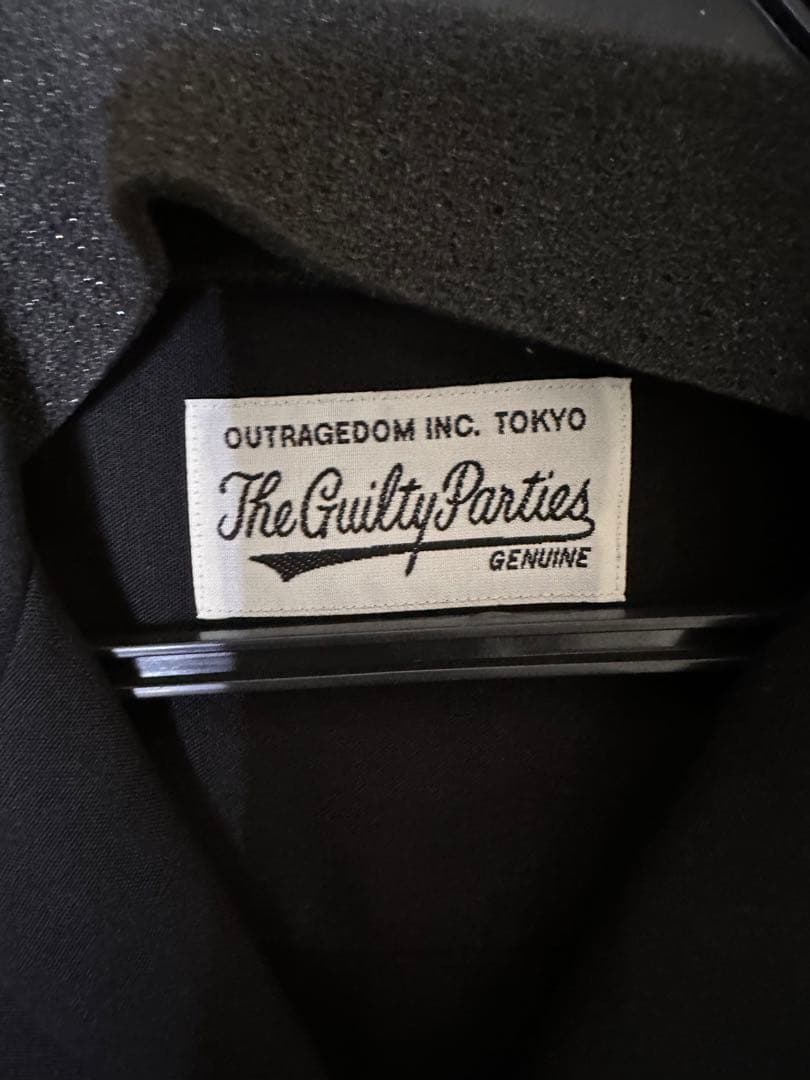 OUTRAGEDOM INC. TOKYO
The Guilty Parties
GENUINE